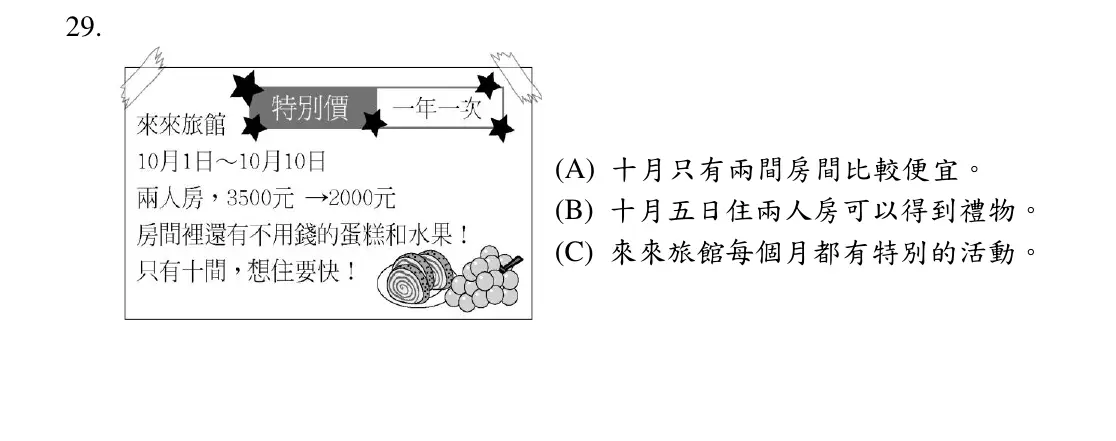 29.
特別價 一年一次
來來旅館
10月1日～10月10日
兩人房，3500元 →2000元
房間裡還有不用錢的蛋糕和水果！
只有十間，想住要快！
(A) 十月只有兩間房間比較便宜。
(B) 十月五日住兩人房可以得到禮物。
(C) 來來旅館每個月都有特別的活動。